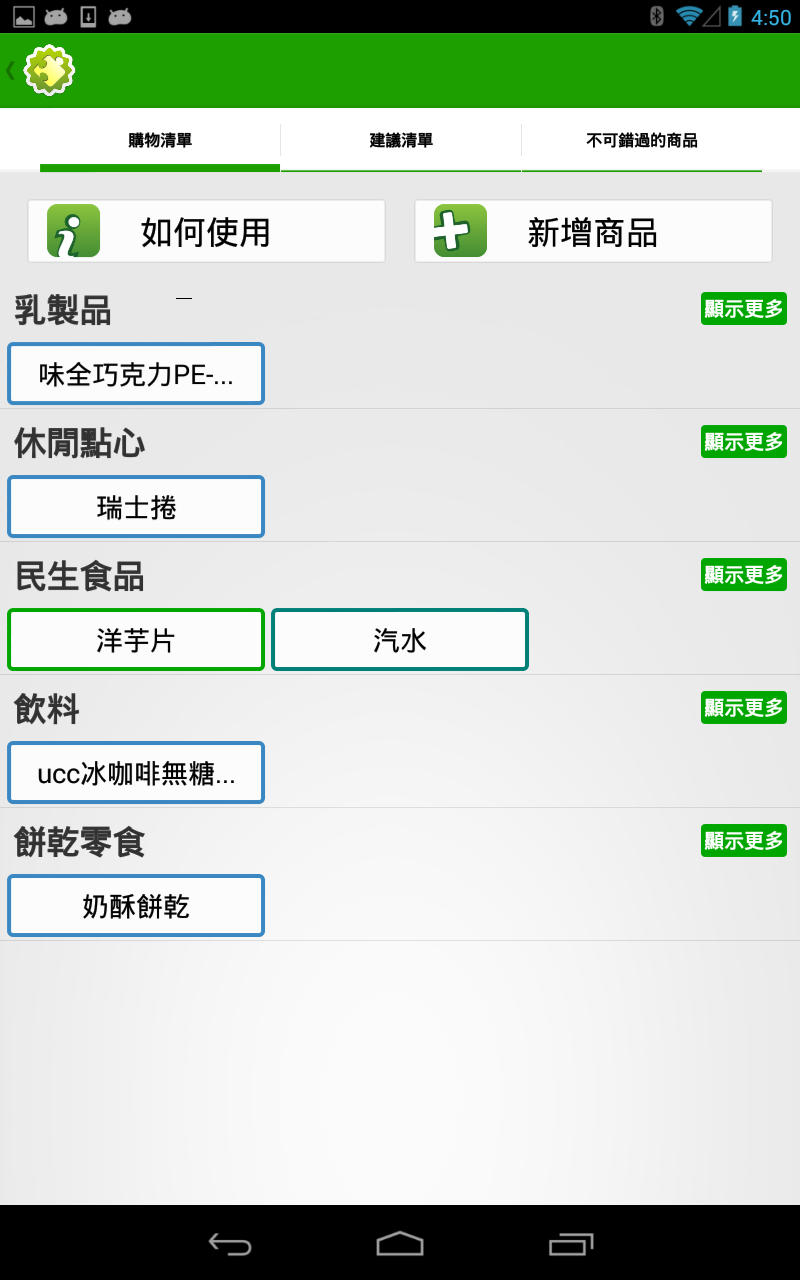 4:50
購物清單
建議清單
不可錯過的商品
如何使用
新增商品
乳製品
顯示更多
味全巧克力PE-...
休閒點心
顯示更多
瑞士捲
民生食品
顯示更多
洋芋片
汽水
飲料
顯示更多
ucc冰咖啡無糖...
餅乾零食
顯示更多
奶酥餅乾